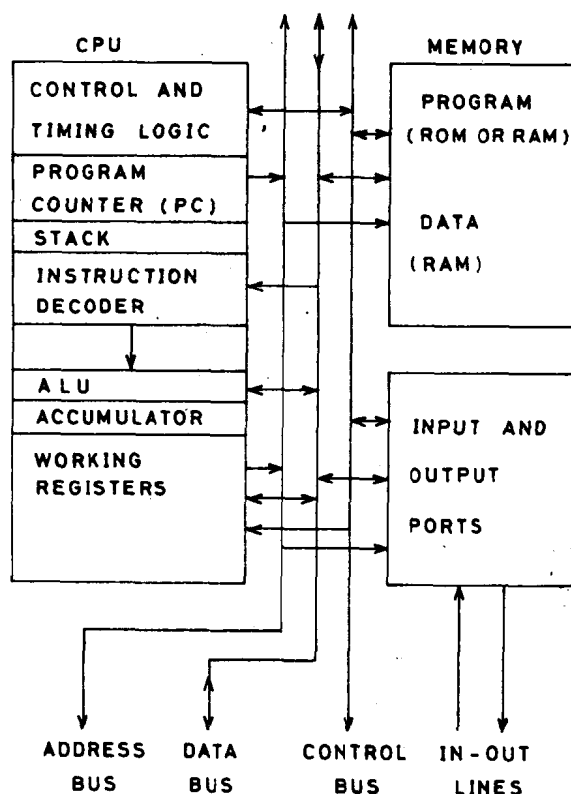 CPU
CONTROL AND
TIMING LOGIC
PROGRAM
COUNTER (PC)
STACK
INSTRUCTION
DECODER
ALU
ACCUMULATOR
WORKING
REGISTERS
MEMORY
PROGRAM
(ROM OR RAM)
DATA
(RAM)
INPUT AND
OUTPUT
PORTS
ADDRESS
BUS
DATA
BUS
CONTROL
BUS
IN-OUT
LINES